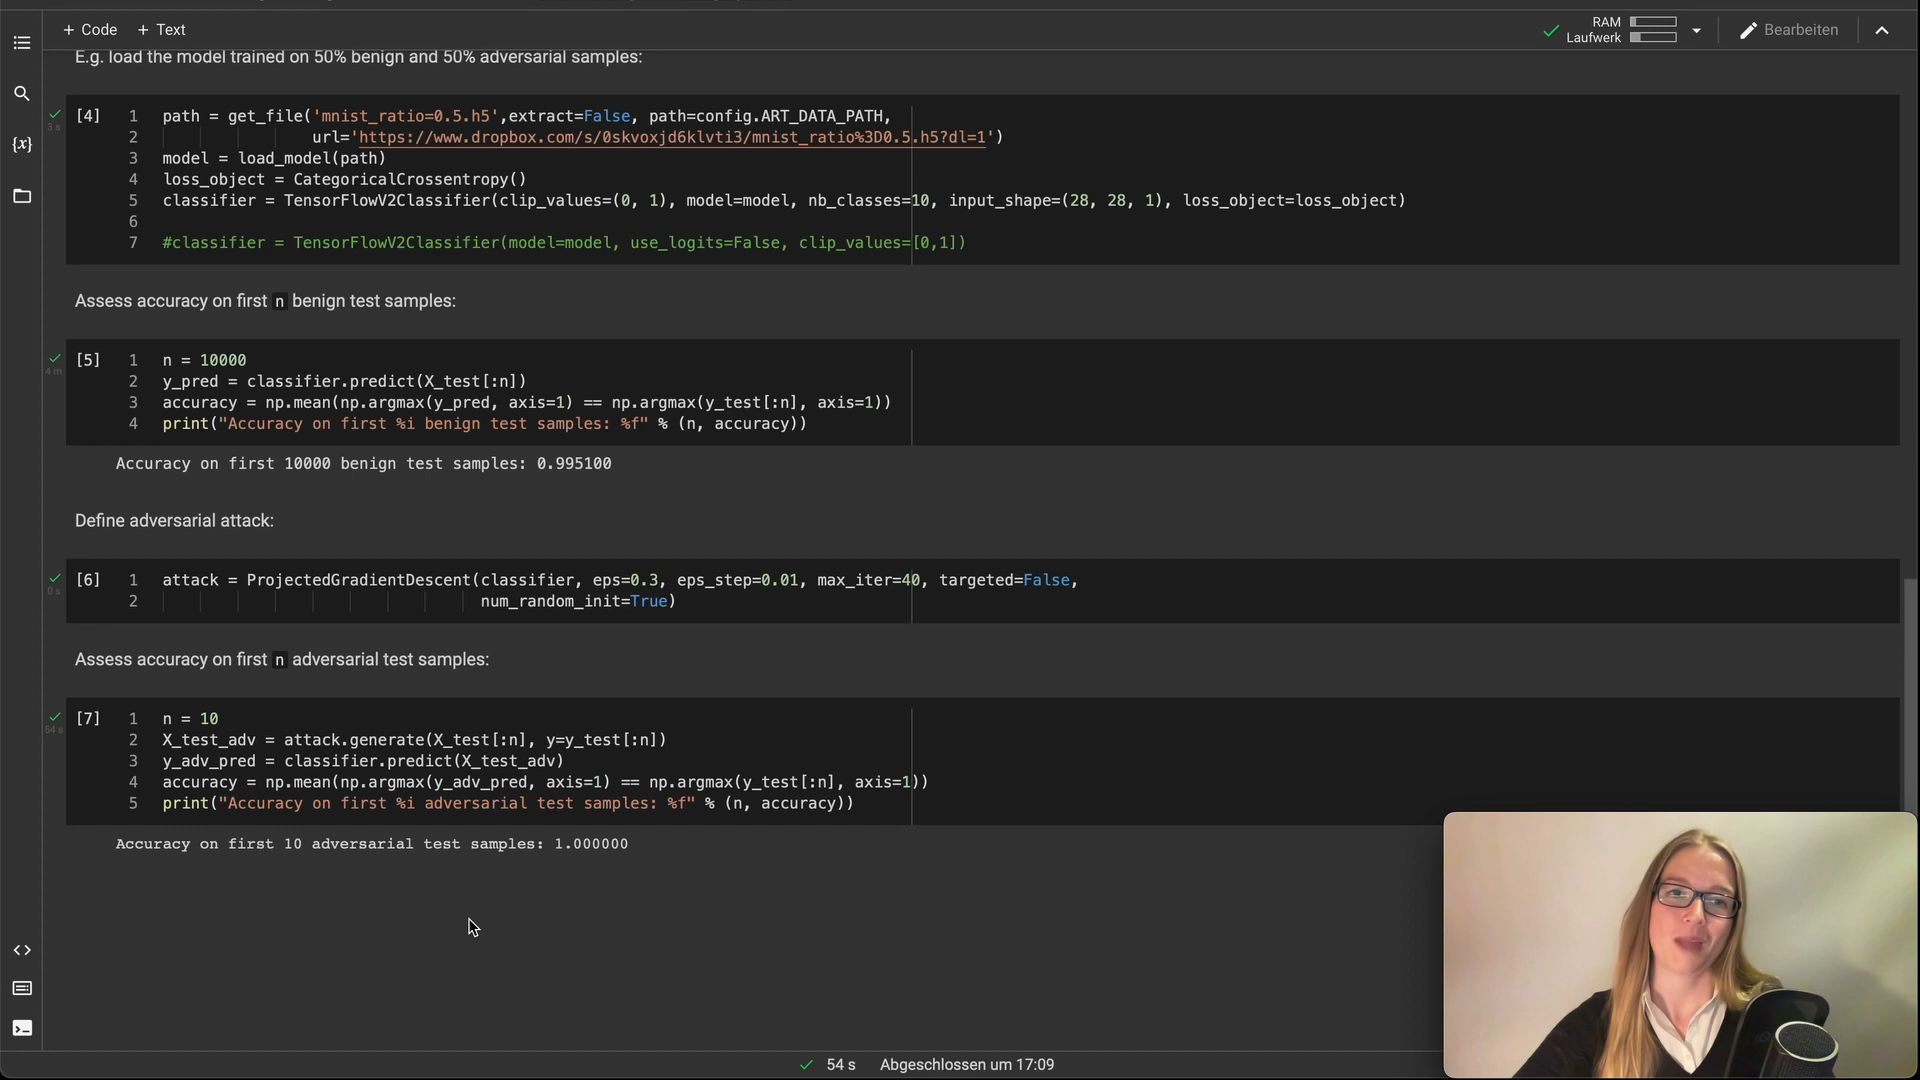 + Code + Text
RAM
Laufwerk
Bearbeiten
E.g. load the model trained on 50% benign and 50% adversarial samples:
[4]
3 s
1 path = get_file('mnist_ratio=0.5.h5',extract=False, path=config.ART_DATA_PATH,
2 url='https://www.dropbox.com/s/0skvoxjd6klvti3/mnist_ratio%3D0.5.h5?dl=1')
3 model = load_model(path)
4 loss_object = CategoricalCrossentropy()
5 classifier = TensorFlowV2Classifier(clip_values=(0, 1), model=model, nb_classes=10, input_shape=(28, 28, 1), loss_object=loss_object)
6
7 #classifier = TensorFlowV2Classifier(model=model, use_logits=False, clip_values=[0,1])
Assess accuracy on first n benign test samples:
[5]
4 m
1 n = 10000
2 y_pred = classifier.predict(X_test[:n])
3 accuracy = np.mean(np.argmax(y_pred, axis=1) == np.argmax(y_test[:n], axis=1))
4 print("Accuracy on first %i benign test samples: %f" % (n, accuracy))
Accuracy on first 10000 benign test samples: 0.995100
Define adversarial attack:
[6]
0 s
1 attack = ProjectedGradientDescent(classifier, eps=0.3, eps_step=0.01, max_iter=40, targeted=False,
2 num_random_init=True)
Assess accuracy on first n adversarial test samples:
[7]
54 s
1 n = 10
2 X_test_adv = attack.generate(X_test[:n], y=y_test[:n])
3 y_adv_pred = classifier.predict(X_test_adv)
4 accuracy = np.mean(np.argmax(y_adv_pred, axis=1) == np.argmax(y_test[:n], axis=1))
5 print("Accuracy on first %i adversarial test samples: %f" % (n, accuracy))
Accuracy on first 10 adversarial test samples: 1.000000
54 s Abgeschlossen um 17:09